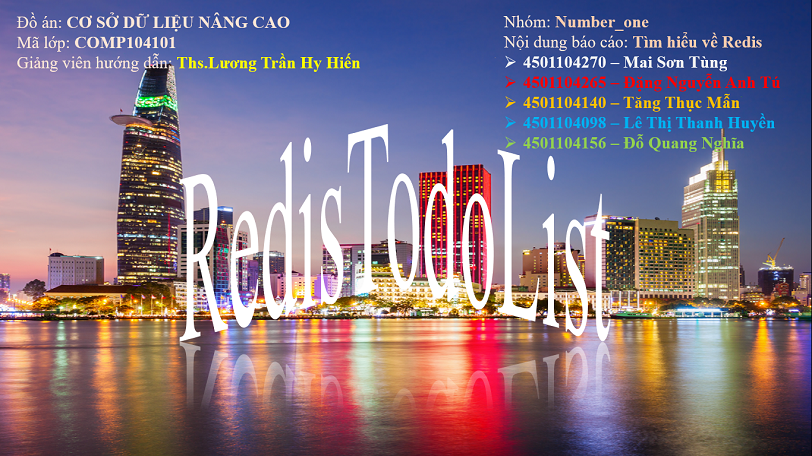 Đồ án: CƠ SỞ DỮ LIỆU NÂNG CAO
Mã lớp: COMP104101
Giảng viên hướng dẫn: Ths.Lương Trần Hy Hiến
Nhóm: Number_one
Nội dung báo cáo: Tìm hiểu về Redis
➢ 4501104270 – Mai Sơn Tùng
➢ 4501104265 – Đặng Nguyễn Anh Tú
➢ 4501104140 – Tăng Thục Mẫn
➢ 4501104098 – Lê Thị Thanh Huyền
➢ 4501104156 – Đỗ Quang Nghĩa
RedisTodoList